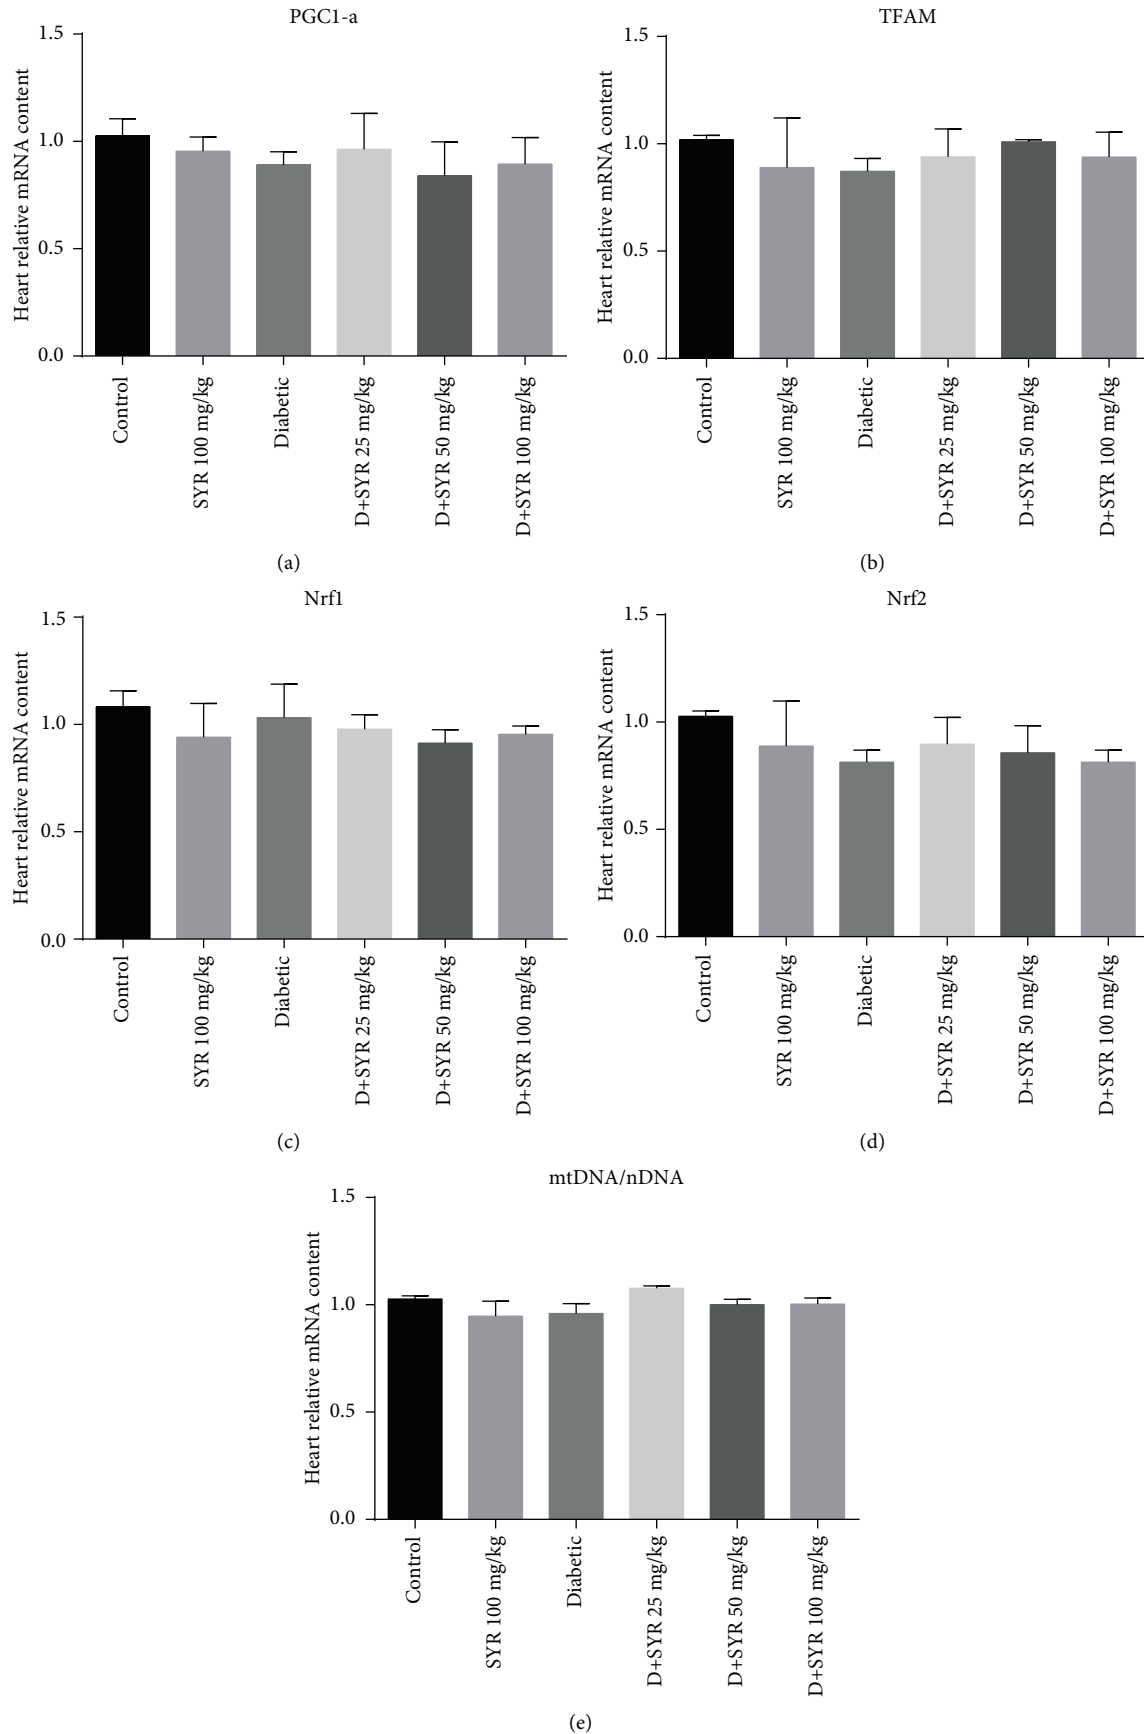 PGC1-a
Heart relative mRNA content
1.5
1.0
0.5
0.0
Control
SYR 100 mg/kg
Diabetic
D+SYR 25 mg/kg
D+SYR 50 mg/kg
D+SYR 100 mg/kg
(a)
TFAM
Heart relative mRNA content
1.5
1.0
0.5
0.0
Control
SYR 100 mg/kg
Diabetic
D+SYR 25 mg/kg
D+SYR 50 mg/kg
D+SYR 100 mg/kg
(b)
Nrf1
Heart relative mRNA content
1.5
1.0
0.5
0.0
Control
SYR 100 mg/kg
Diabetic
D+SYR 25 mg/kg
D+SYR 50 mg/kg
D+SYR 100 mg/kg
(c)
Nrf2
Heart relative mRNA content
1.5
1.0
0.5
0.0
Control
SYR 100 mg/kg
Diabetic
D+SYR 25 mg/kg
D+SYR 50 mg/kg
D+SYR 100 mg/kg
(d)
mtDNA/nDNA
Heart relative mRNA content
1.5
1.0
0.5
0.0
Control
SYR 100 mg/kg
Diabetic
D+SYR 25 mg/kg
D+SYR 50 mg/kg
D+SYR 100 mg/kg
(e)